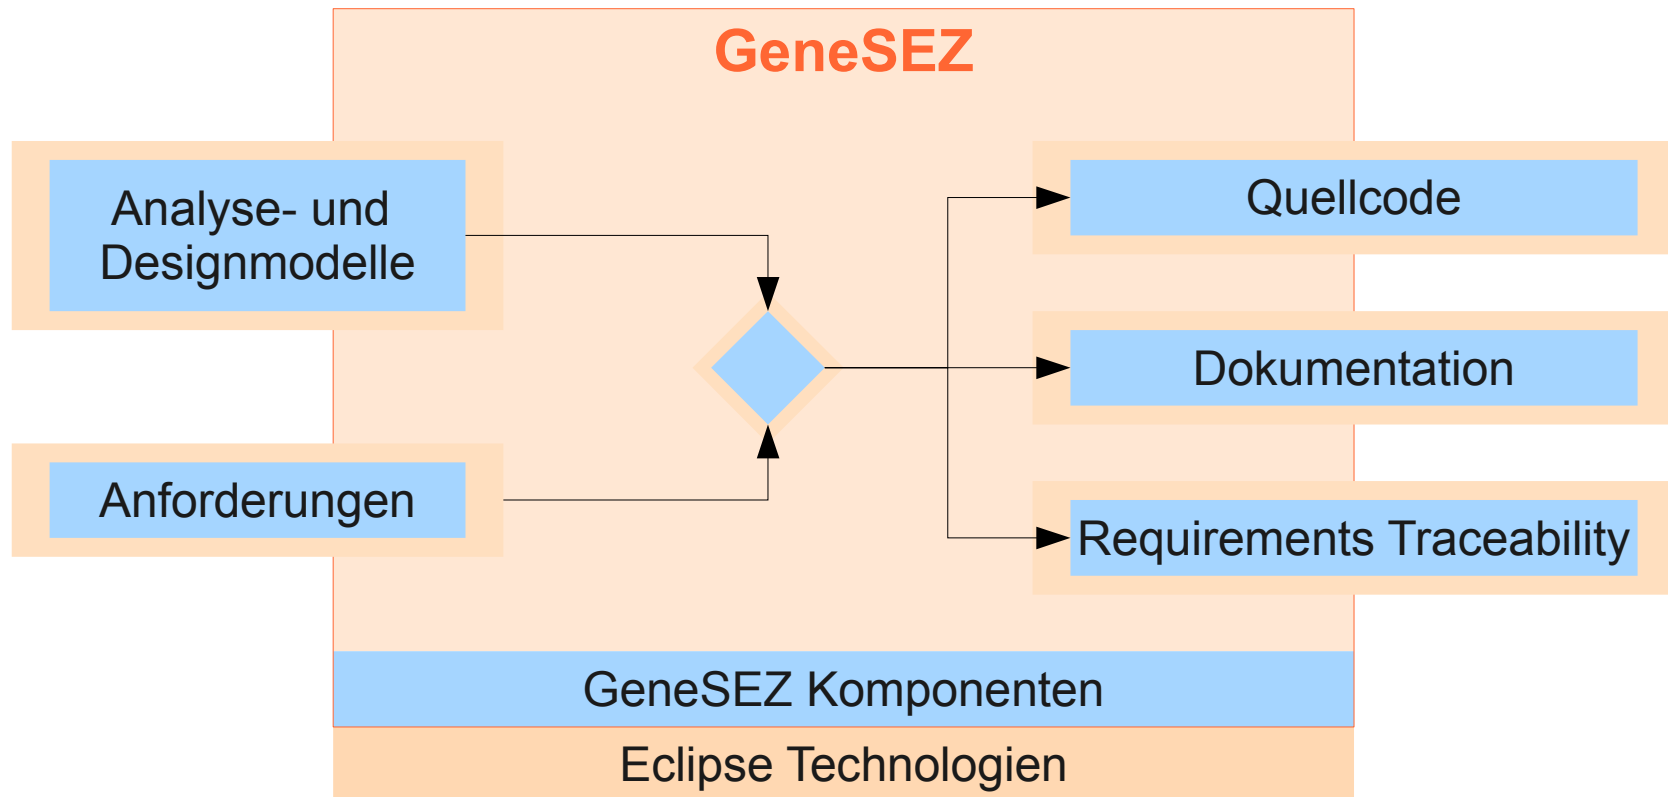 GeneSEZ
Analyse- und
Designmodelle
Anforderungen
Quellcode
Dokumentation
Requirements Traceability
GeneSEZ Komponenten
Eclipse Technologien